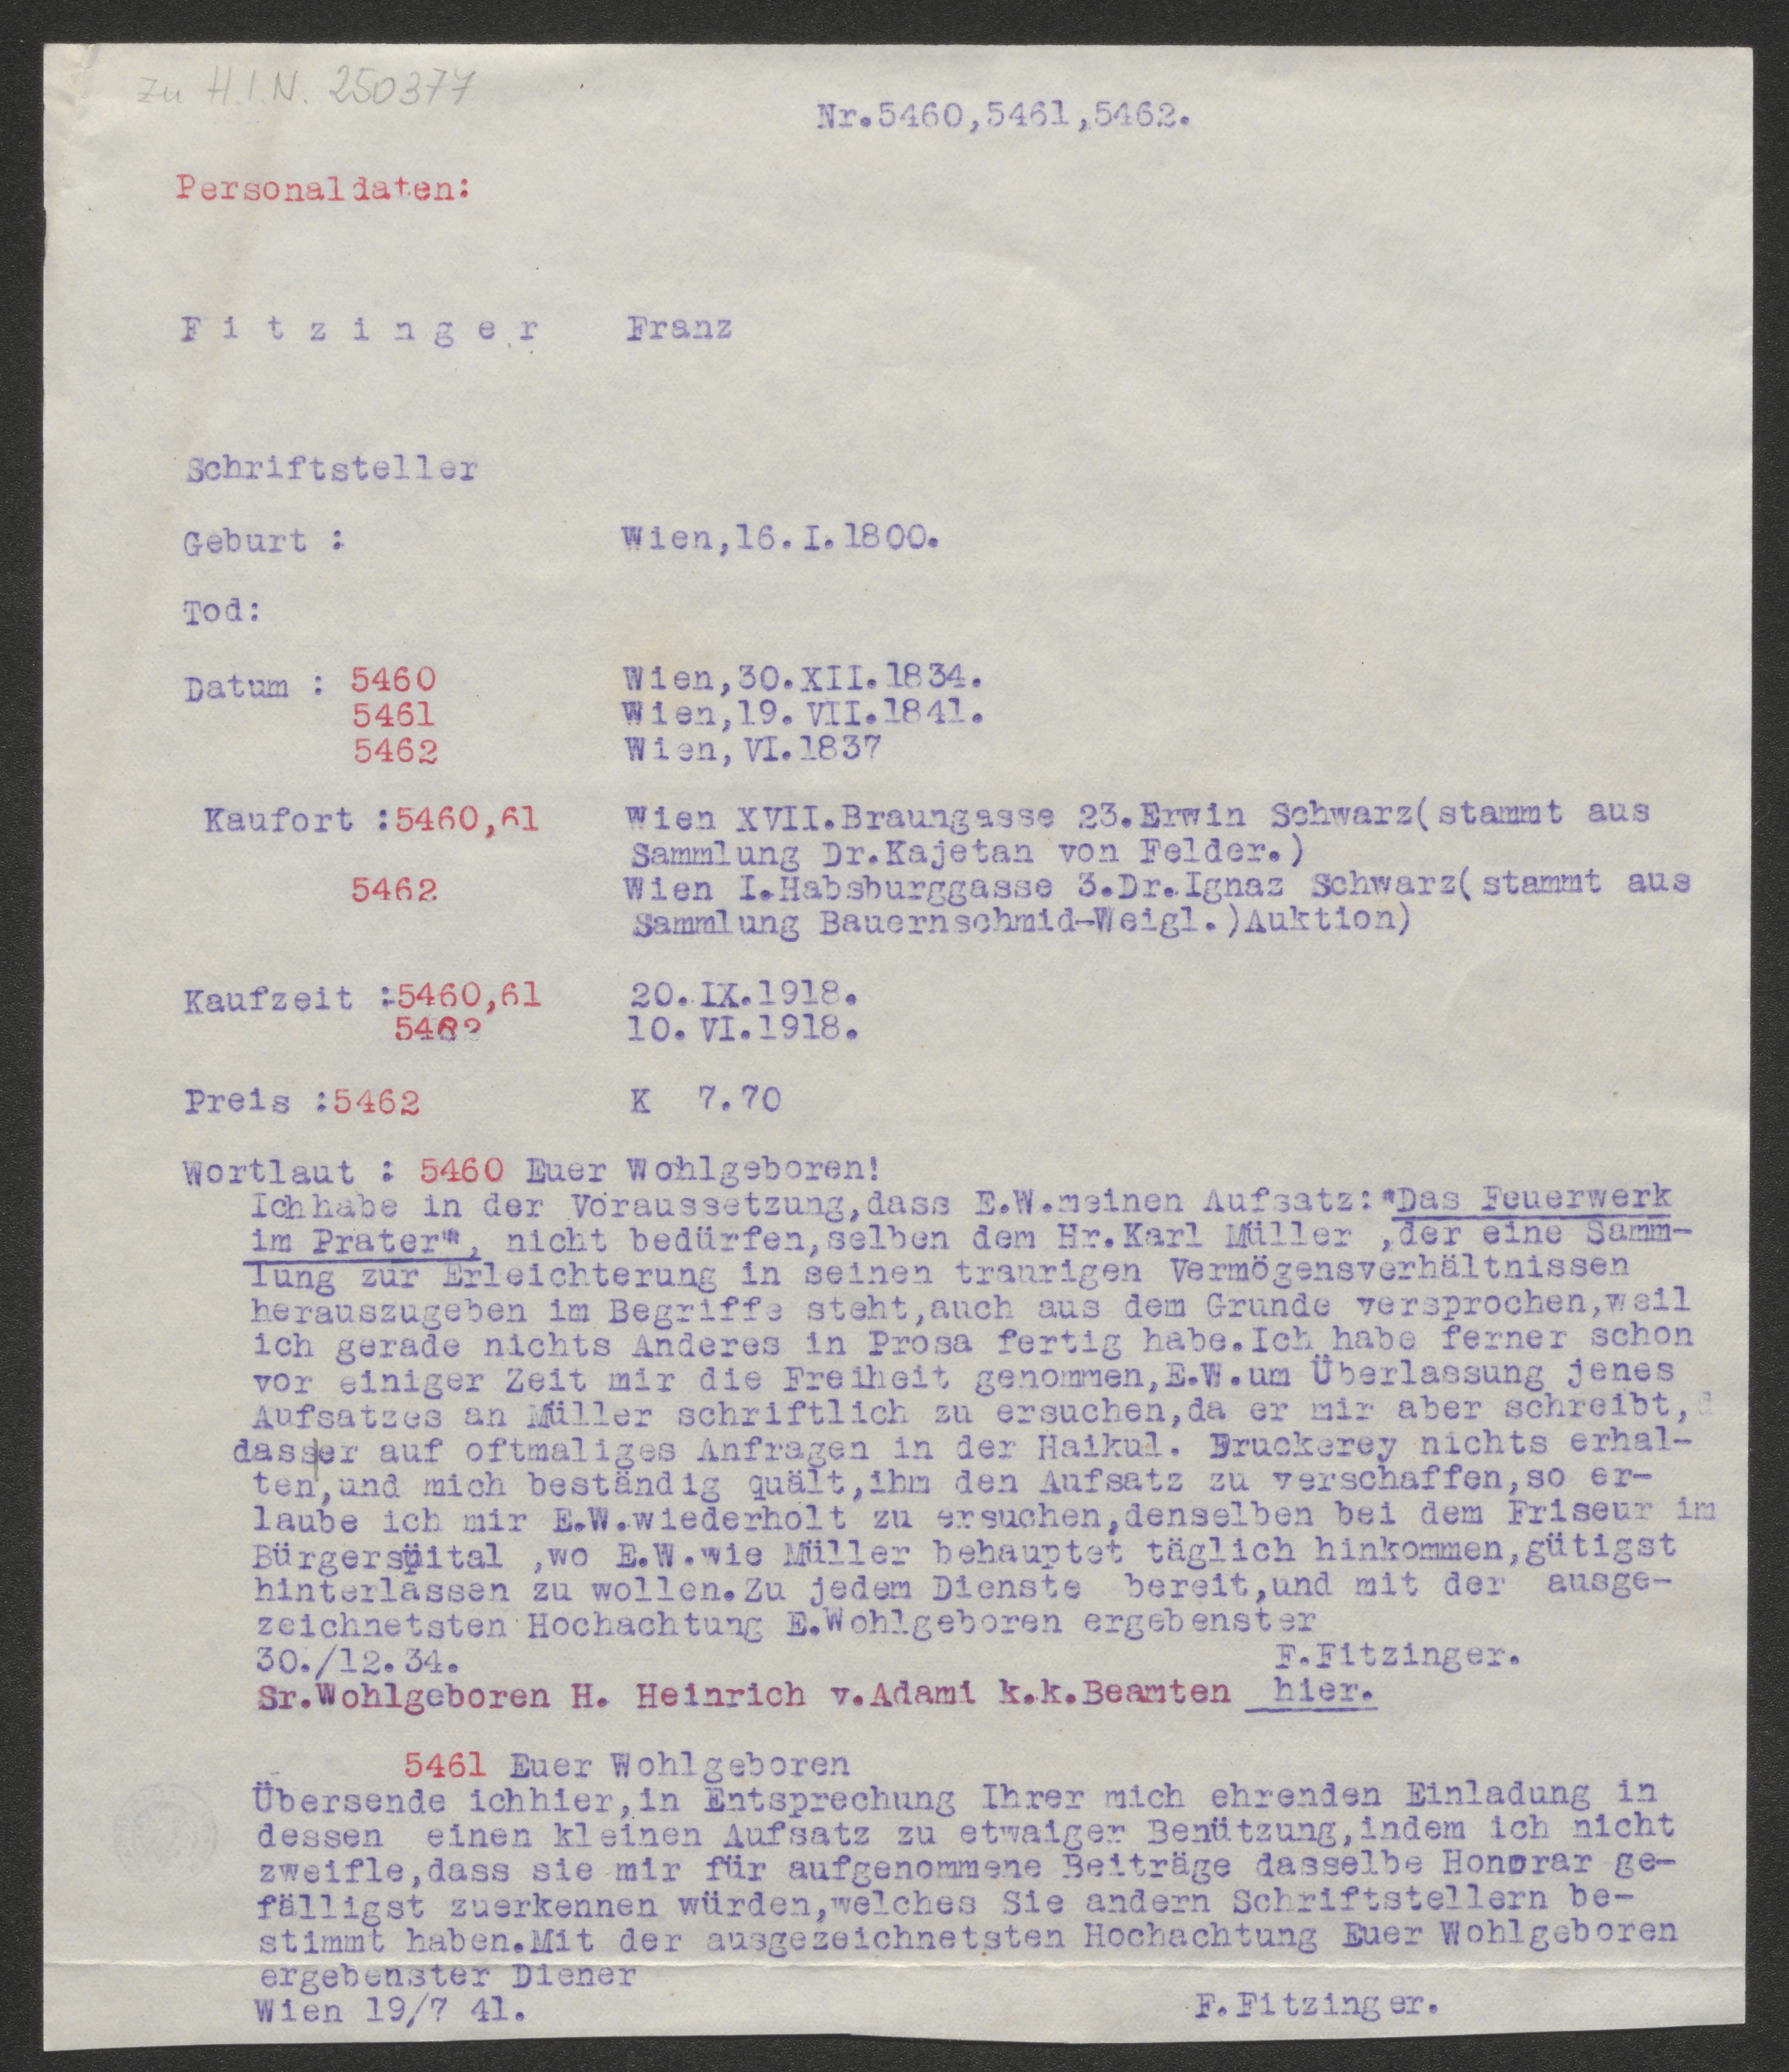 zu H.I.N. 250377
Nr.5460,5461,5462.
Personaldaten:
F i t z i n g e r Franz
Schriftsteller
Geburt : Wien,16.I.1800.
Tod:
Datum : 5460 Wien,30.XII.1834.
5461 Wien,19.VII.1841.
5462 Wien,VI.1837
Kaufort :5460,61 Wien XVII.Braungasse 23.Erwin Schwarz(stammt aus
Sammlung Dr.Kajetan von Felder.)
5462 Wien I.Habsburggasse 3.Dr.Ignaz Schwarz(stammt aus
Sammlung Bauernschmid-Weigl.)Auktion)
Kaufzeit :5460,61 20.IX.1918.
5462 10.VI.1918.
Preis :5462 K 7.70
Wortlaut : 5460 Euer Wohlgeboren!
Ich habe in der Voraussetzung,dass E.W.meinen Aufsatz:"Das Feuerwerk
im Prater", nicht bedürfen,selben dem Hr.Karl Müller ,der eine Samm-
lung zur Erleichterung in seinen traurigen Vermögensverhältnissen
herauszugeben im Begriffe steht,auch aus dem Grunde versprochen,weil
ich gerade nichts Anderes in Prosa fertig habe.Ich habe ferner schon
vor einiger Zeit mir die Freiheit genommen,E.W.um Überlassung jenes
Aufsatzes an Müller schriftlich zu ersuchen,da er mir aber schreibt,d
dass|er auf oftmaliges Anfragen in der Haikul. Druckerey nichts erhal-
ten,und mich beständig quält,ihm den Aufsatz zu verschaffen,so er-
laube ich mir E.W.wiederholt zu ersuchen,denselben bei dem Friseur im
Bürgerspital ,wo E.W.wie Müller behauptet täglich hinkommen,gütigst
hinterlassen zu wollen.Zu jedem Dienste bereit,und mit der ausge-
zeichnetsten Hochachtung E.Wohlgeboren ergebenster
30./12.34. F.Fitzinger.
Sr.Wohlgeboren H. Heinrich v.Adami k.k.Beamten hier.
5461 Euer Wohlgeboren
Übersende ichhier,in Entsprechung Ihrer mich ehrenden Einladung in
dessen einen kleinen Aufsatz zu etwaiger Benützung,indem ich nicht
zweifle,dass sie mir für aufgenommene Beiträge dasselbe Honorar ge-
fälligst zuerkennen würden,welches Sie andern Schriftstellern be-
stimmt haben.Mit der ausgezeichnetsten Hochachtung Euer Wohlgeboren
ergebenster Diener
Wien 19/7 41. F.Fitzinger.